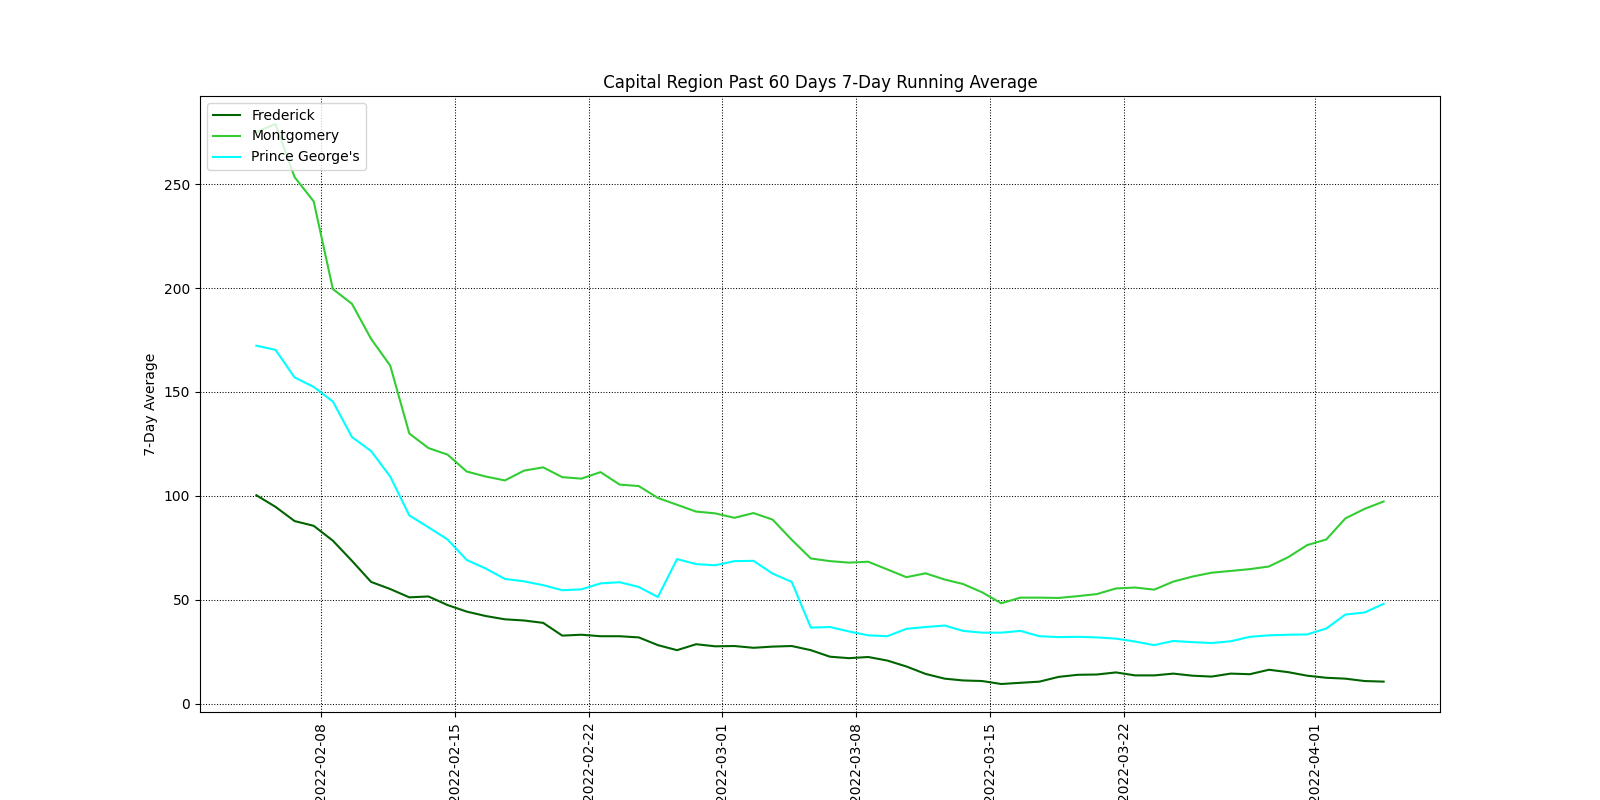 Capital Region Past 60 Days 7-Day Running Average
Frederick
Montgomery
Prince George's
7-Day Average
250
200
150
100
50
0
2022-02-08
2022-02-15
2022-02-22
2022-03-01
2022-03-08
2022-03-15
2022-03-22
2022-04-01